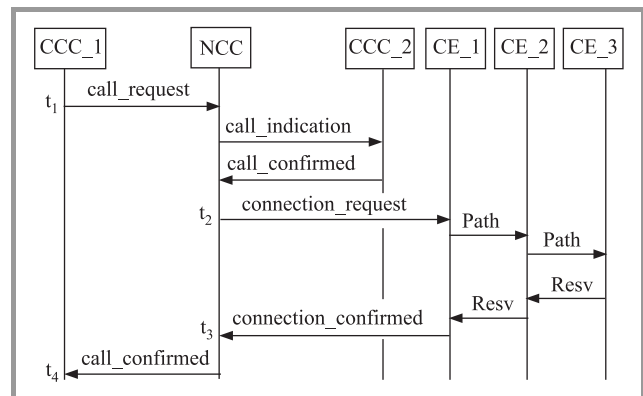 CCC_1 NCC CCC_2 CE_1 CE_2 CE_3
t1 call_request
call_indication
call_confirmed
t2 connection_request
Path
Path
Resv
Resv
t3 connection_confirmed
t4 call_confirmed